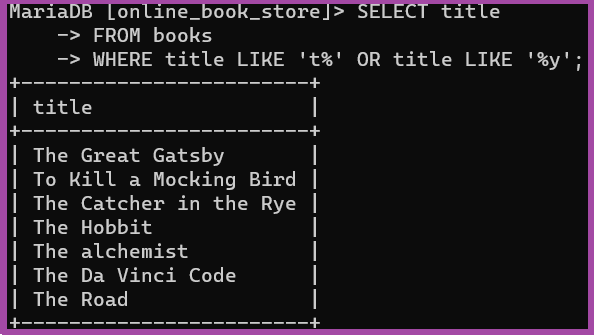 MariaDB [online_book_store]> SELECT title
    -> FROM books
    -> WHERE title LIKE 't%' OR title LIKE '%y';
+------------------------+
| title                  |
+------------------------+
| The Great Gatsby       |
| To Kill a Mocking Bird |
| The Catcher in the Rye |
| The Hobbit             |
| The alchemist          |
| The Da Vinci Code      |
| The Road               |
+------------------------+